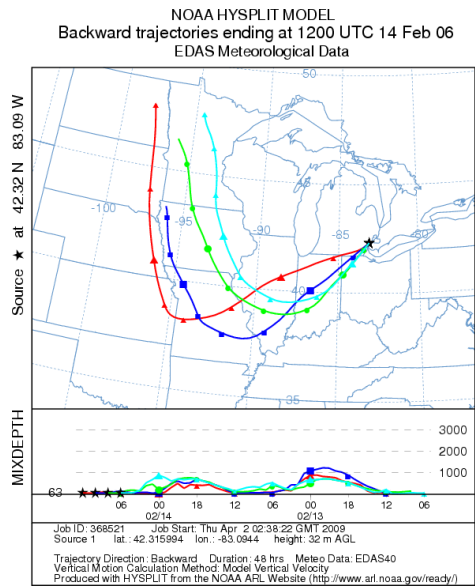 NOAA HYSPLIT MODEL
Backward trajectories ending at 1200 UTC 14 Feb 06
EDAS Meteorological Data
Source ★ at 42.32 N 83.09 W
50
-100
-95
-90
-85
-80
45
40
35
MIXDEPTH
3000
2000
1000
63
06 00 18 12 06 00 18 12 06
02/14 02/13
Job ID: 368521 Job Start: Thu Apr 2 02:38:22 GMT 2009
Source 1 lat.: 42.315994 lon.: -83.0944 height: 32 m AGL
Trajectory Direction: Backward Duration: 48 hrs Meteo Data: EDAS40
Vertical Motion Calculation Method: Model Vertical Velocity
Produced with HYSPLIT from the NOAA ARL Website (http://www.arl.noaa.gov/ready/)